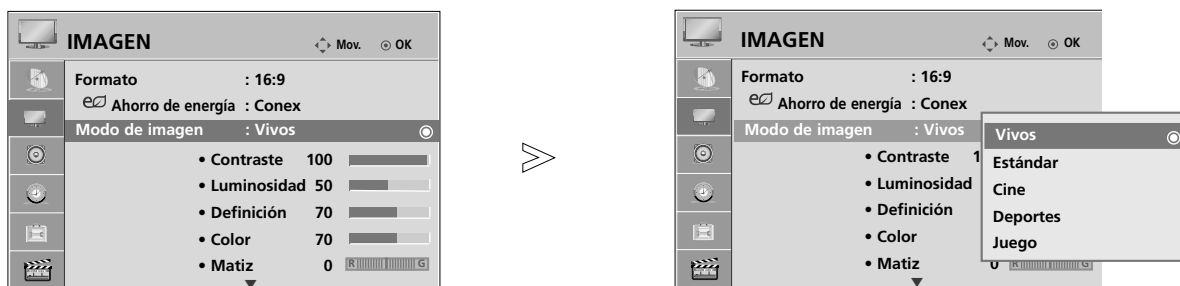 IMAGEN
Mov. OK
Formato : 16:9
Ahorro de energía : Conex
Modo de imagen : Vivos
• Contraste 100
• Luminosidad 50
• Definición 70
• Color 70
• Matiz 0 R G
IMAGEN
Mov. OK
Formato : 16:9
Ahorro de energía : Conex
Modo de imagen : Vivos
• Contraste 1
• Luminosidad
• Definición
• Color
• Matiz 0 R G
Vivos
Estándar
Cine
Deportes
Juego